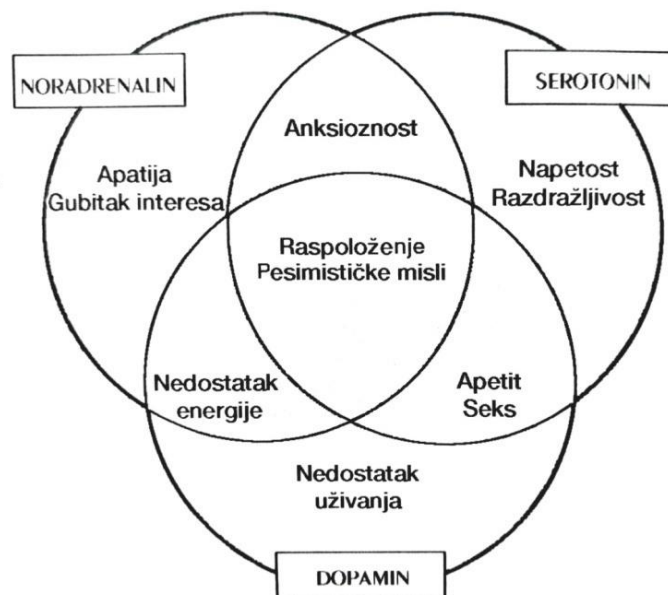 NORADRENALIN
SEROTONIN
Anksioznost
Apatija
Gubitak interesa
Napetost
Razdražljivost
Raspoloženje
Pesimističke misli
Nedostatak
energije
Apetit
Seks
Nedostatak
uživanja
DOPAMIN